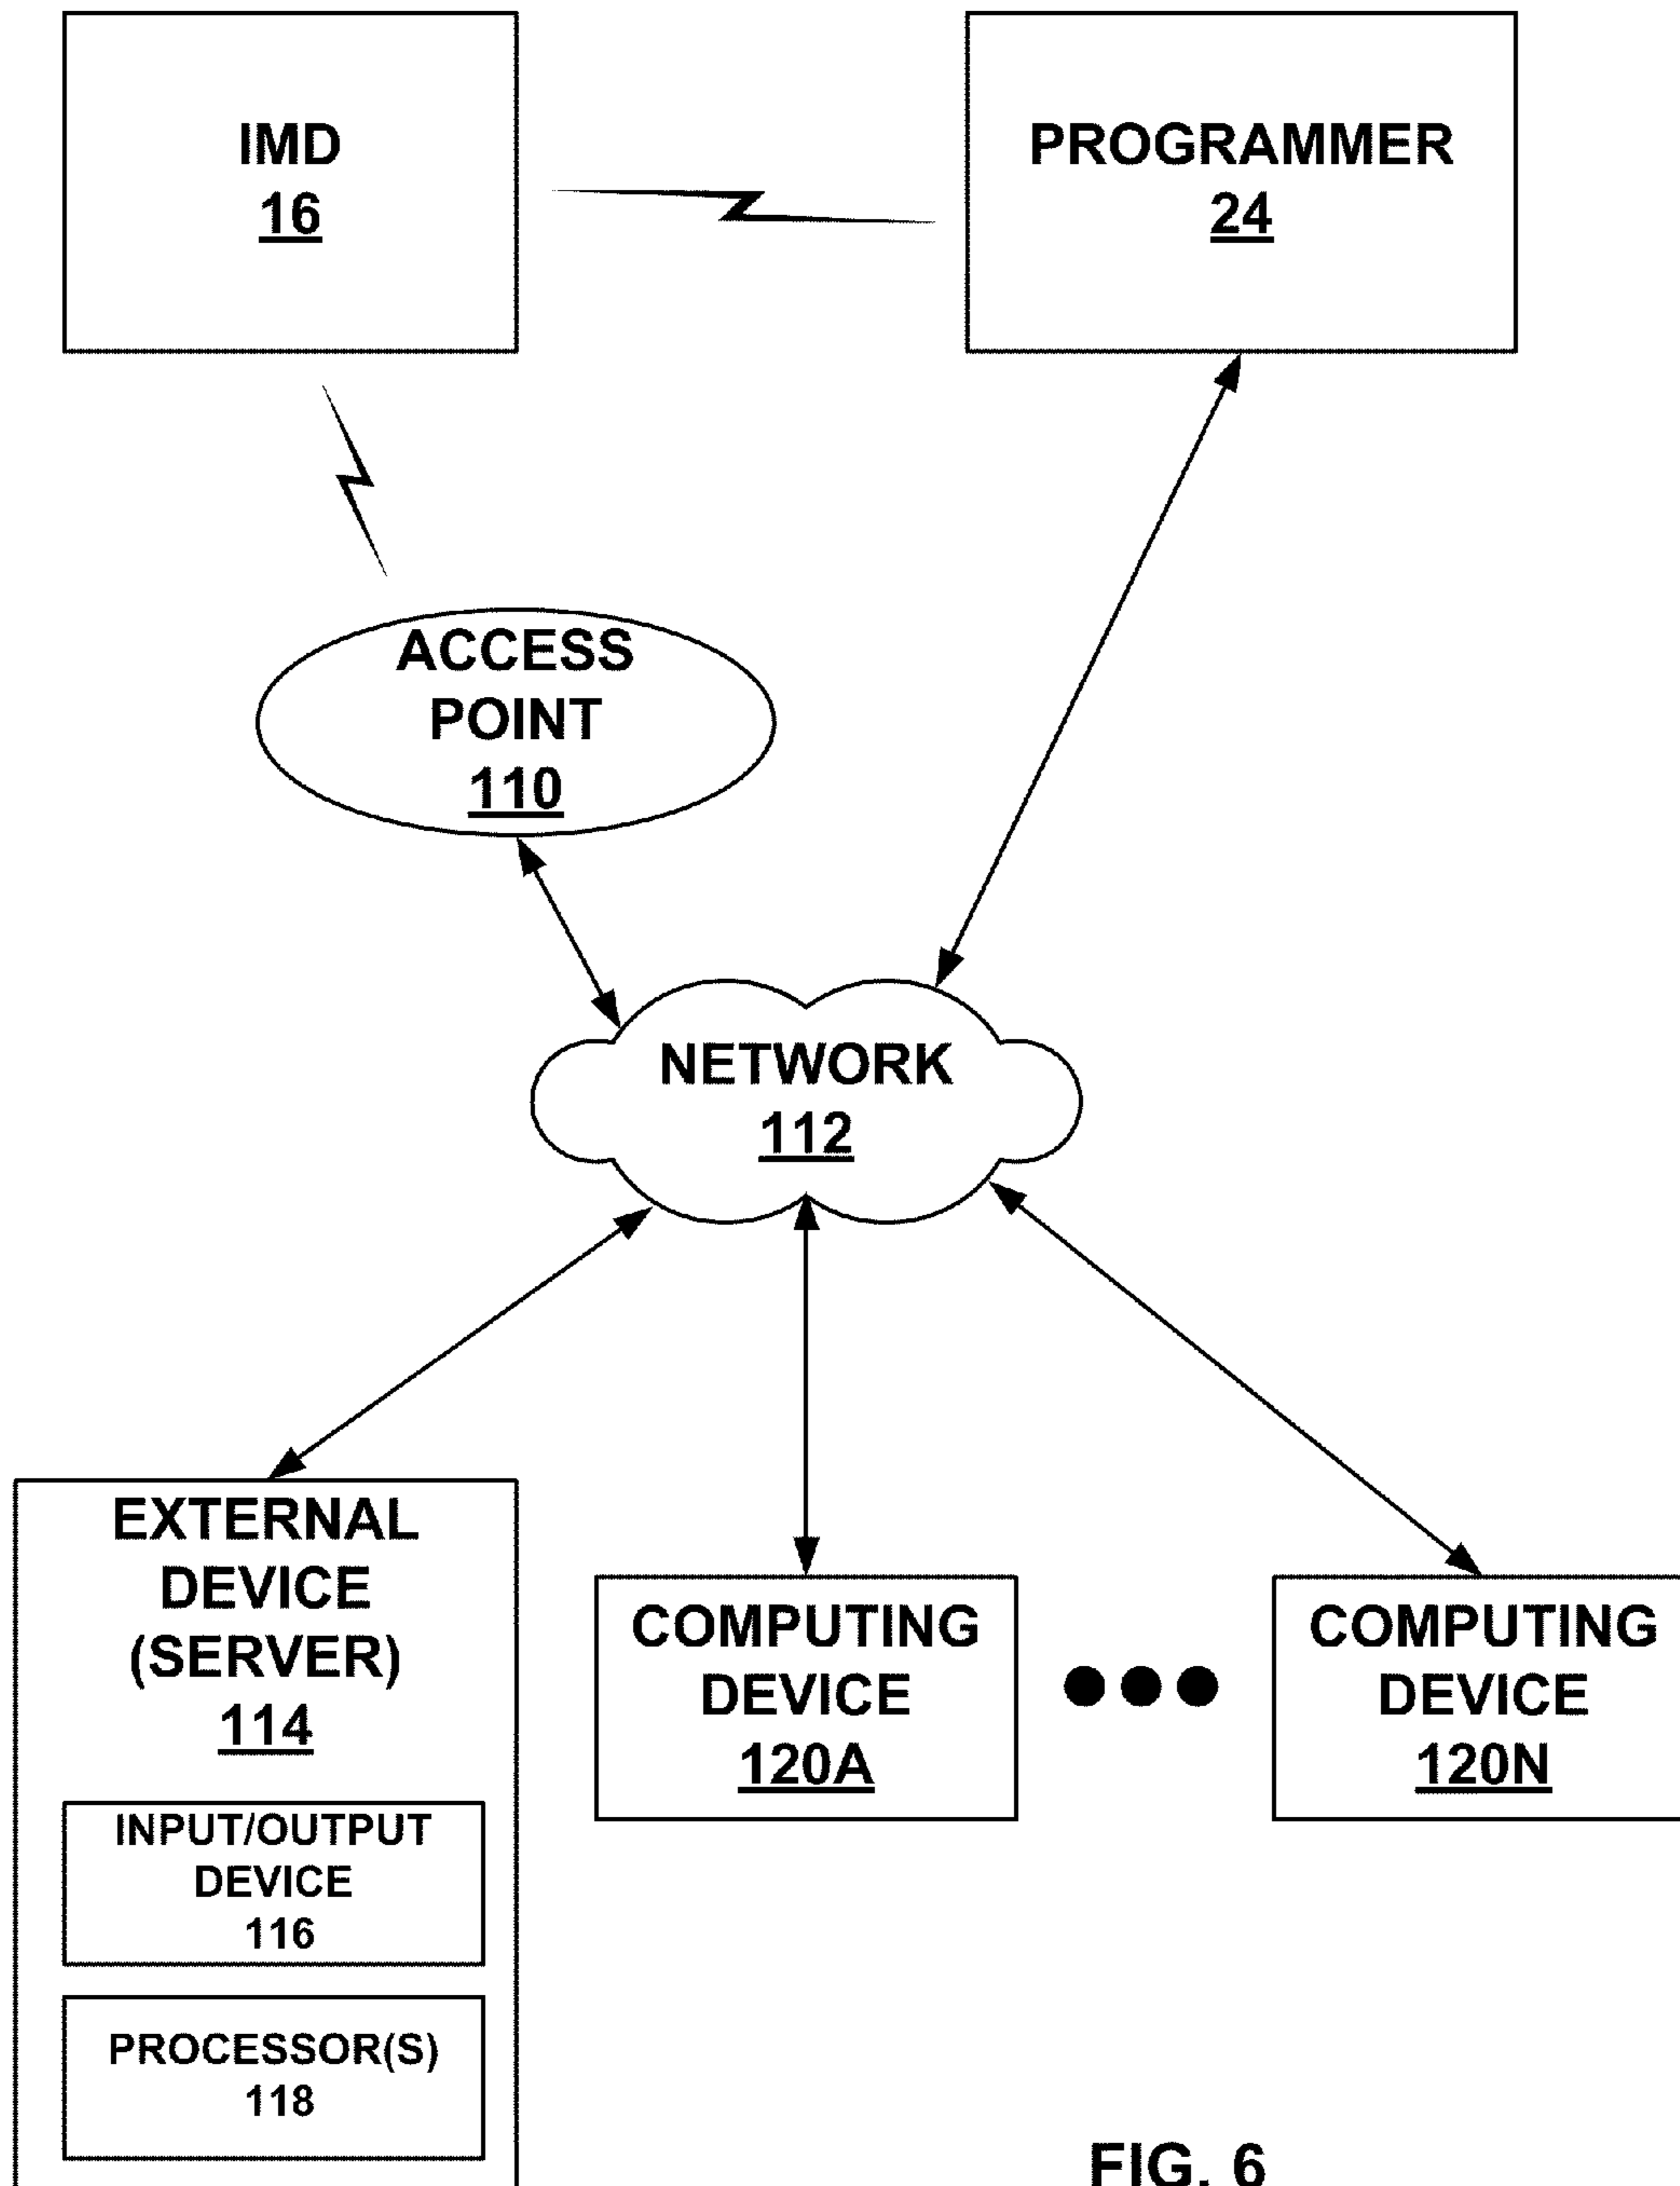 IMD
16
PROGRAMMER
24
ACCESS
POINT
110
NETWORK
112
EXTERNAL
DEVICE
(SERVER)
114
INPUT/OUTPUT
DEVICE
116
PROCESSOR(S)
118
COMPUTING
DEVICE
120A
COMPUTING
DEVICE
120N
FIG. 6